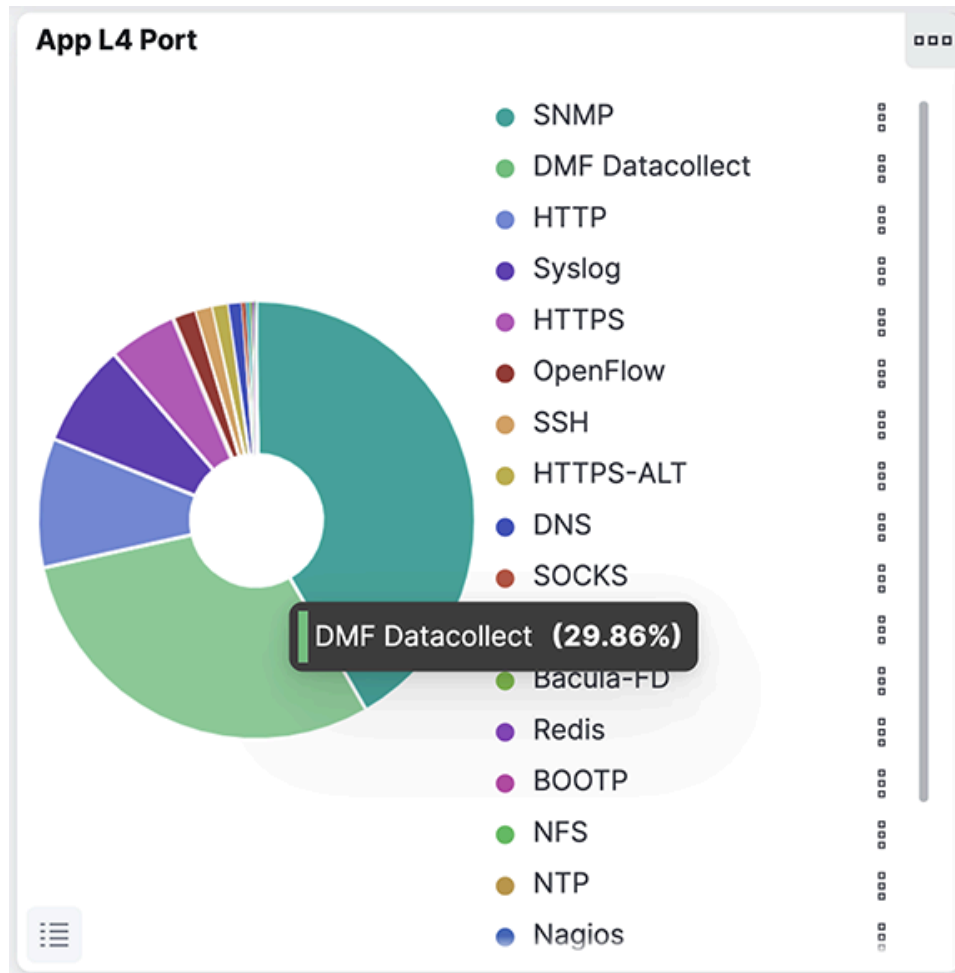 App L4 Port
SNMP
DMF Datacollect
HTTP
Syslog
HTTPS
OpenFlow
SSH
HTTPS-ALT
DNS
SOCKS
DMF Datacollect (29.86%)
Bacula-FD
Redis
BOOTP
NFS
NTP
Nagios